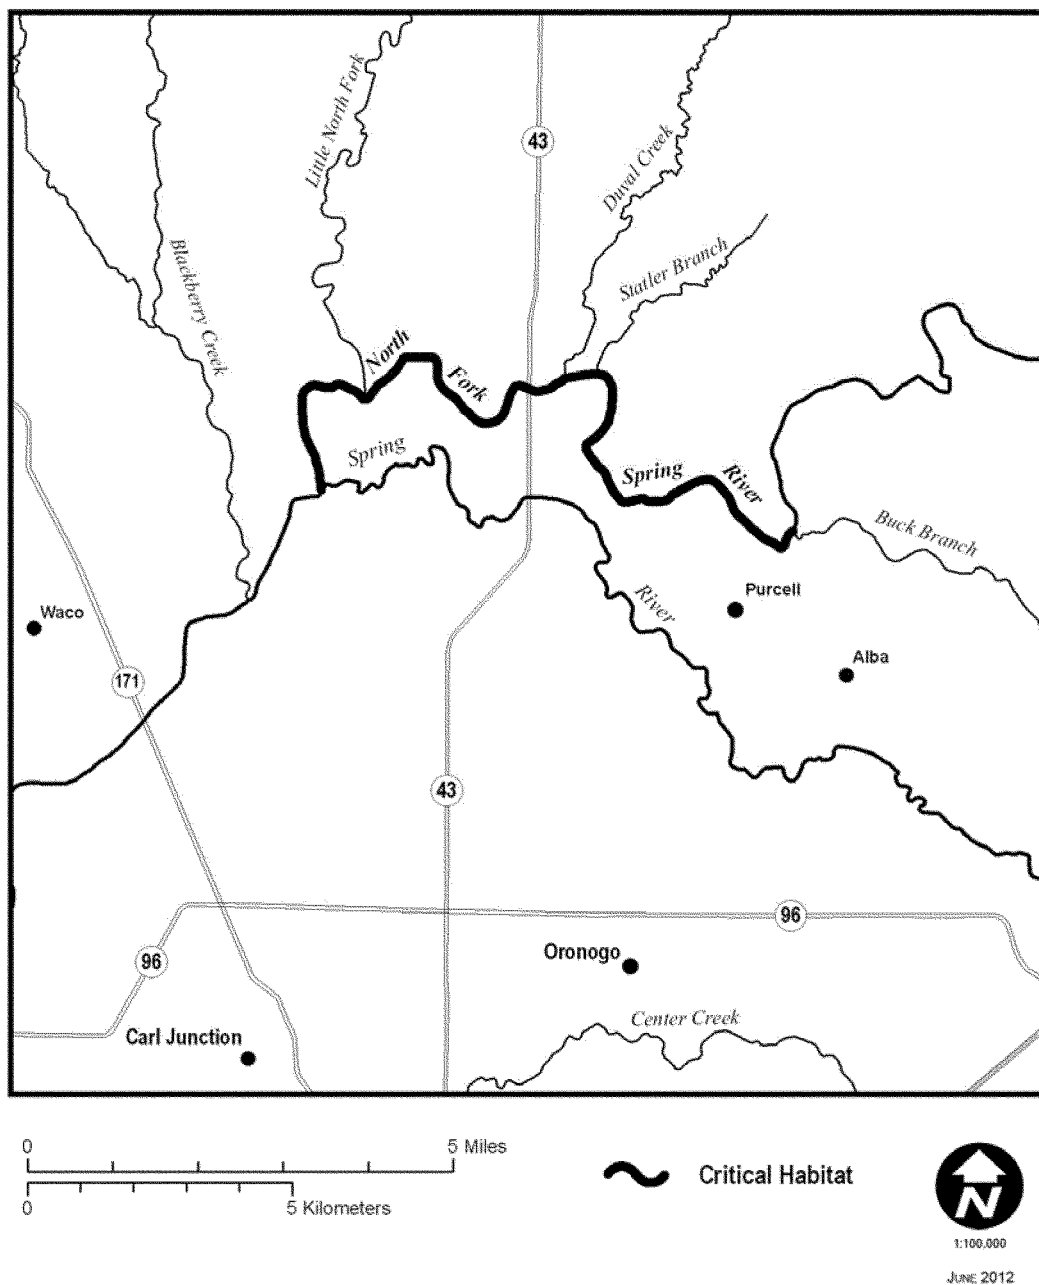 Little North Fork
43
Duval Creek
Statler Branch
Blackberry Creek
North
Fork
Spring
Spring
River
Buck Branch
Purcell
River
Waco
Alba
171
43
96
96
Oronogo
Center Creek
Carl Junction
0
5 Miles
0
5 Kilometers
Critical Habitat
N
1:100,000
JUNE 2012